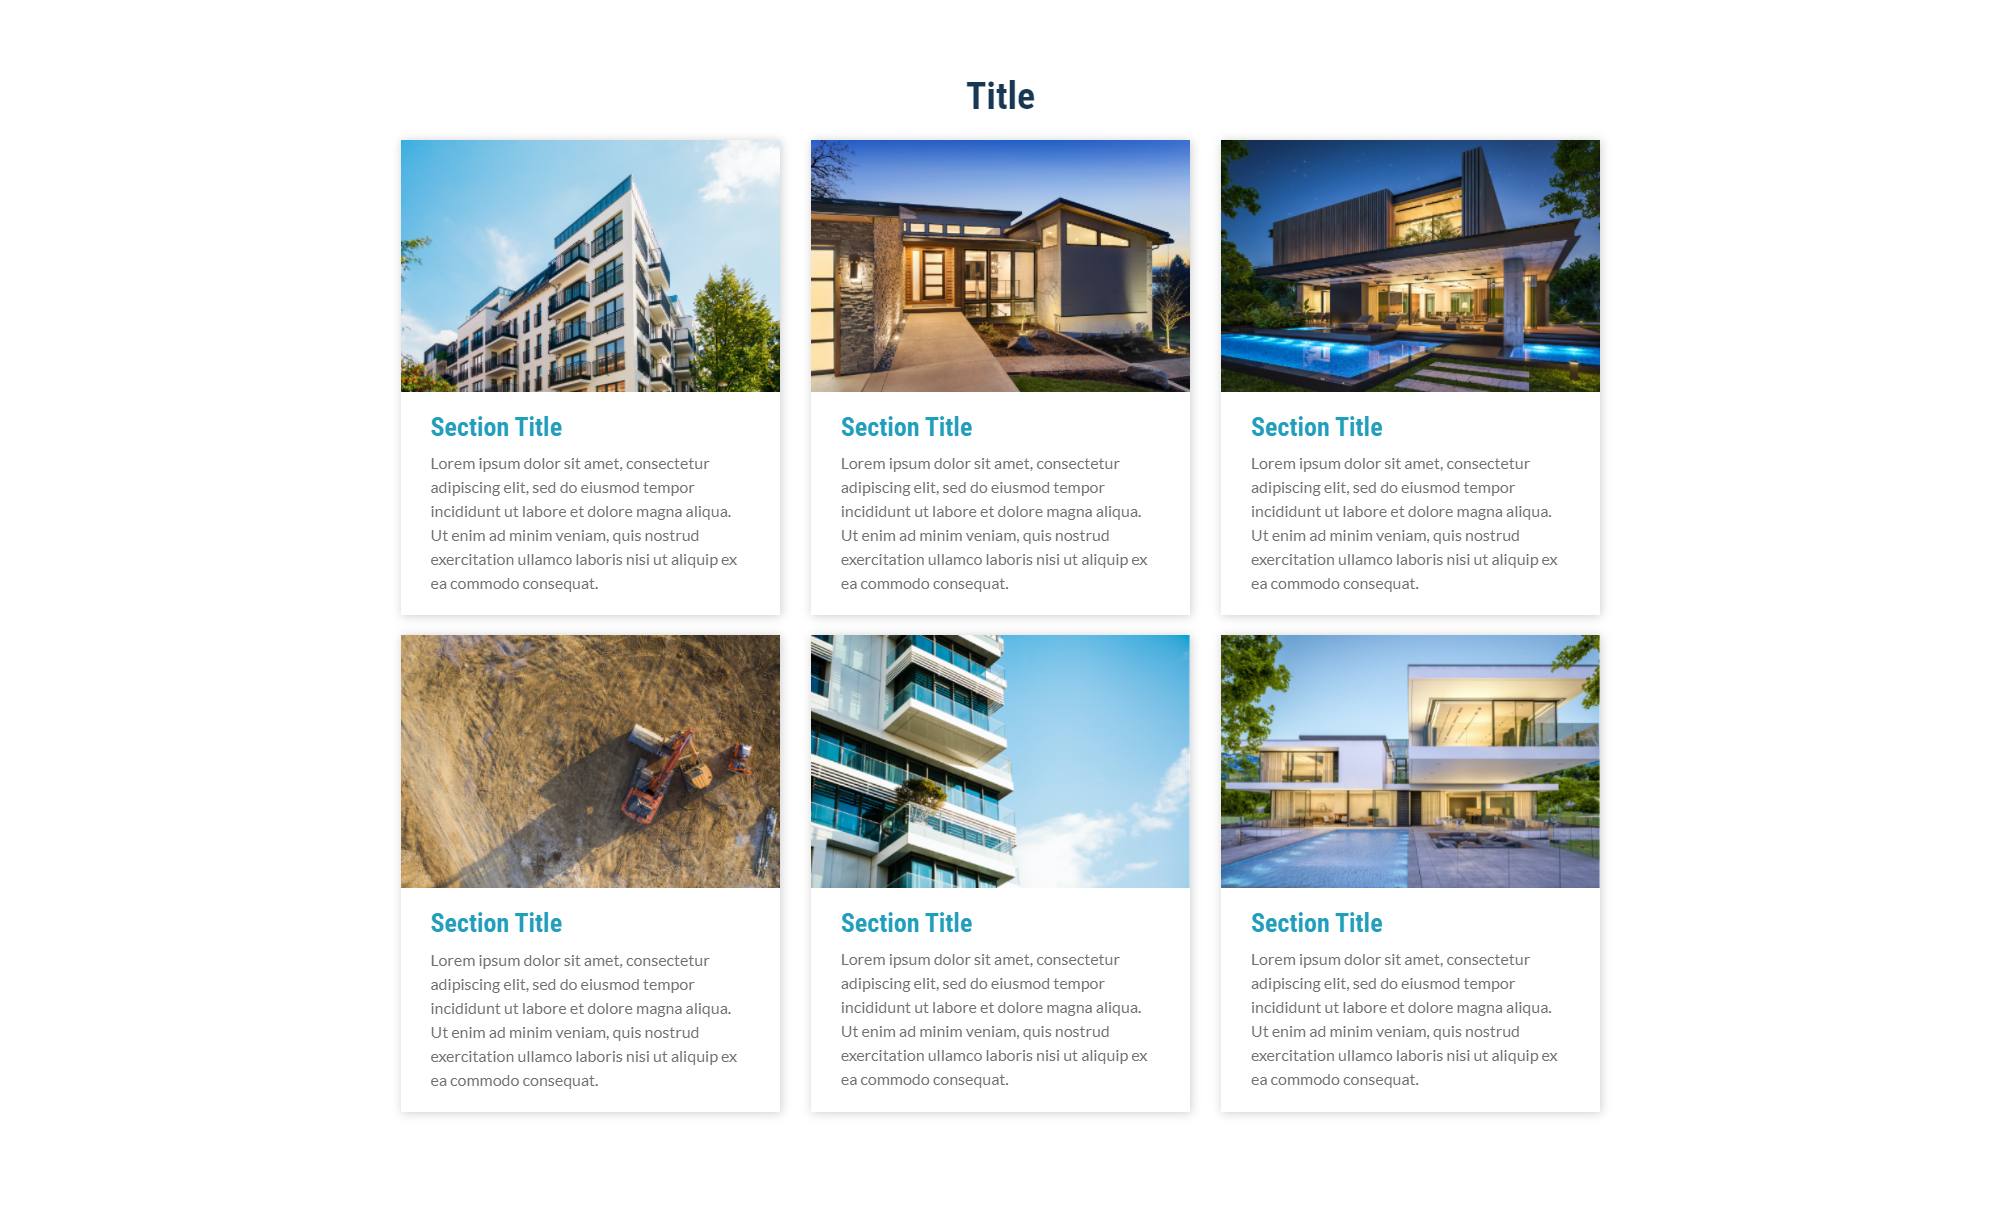 Title
Section Title
Lorem ipsum dolor sit amet, consectetur
adipiscing elit, sed do eiusmod tempor
incididunt ut labore et dolore magna aliqua.
Ut enim ad minim veniam, quis nostrud
exercitation ullamco laboris nisi ut aliquip ex
ea commodo consequat.
Section Title
Lorem ipsum dolor sit amet, consectetur
adipiscing elit, sed do eiusmod tempor
incididunt ut labore et dolore magna aliqua.
Ut enim ad minim veniam, quis nostrud
exercitation ullamco laboris nisi ut aliquip ex
ea commodo consequat.
Section Title
Lorem ipsum dolor sit amet, consectetur
adipiscing elit, sed do eiusmod tempor
incididunt ut labore et dolore magna aliqua.
Ut enim ad minim veniam, quis nostrud
exercitation ullamco laboris nisi ut aliquip ex
ea commodo consequat.
Section Title
Lorem ipsum dolor sit amet, consectetur
adipiscing elit, sed do eiusmod tempor
incididunt ut labore et dolore magna aliqua.
Ut enim ad minim veniam, quis nostrud
exercitation ullamco laboris nisi ut aliquip ex
ea commodo consequat.
Section Title
Lorem ipsum dolor sit amet, consectetur
adipiscing elit, sed do eiusmod tempor
incididunt ut labore et dolore magna aliqua.
Ut enim ad minim veniam, quis nostrud
exercitation ullamco laboris nisi ut aliquip ex
ea commodo consequat.
Section Title
Lorem ipsum dolor sit amet, consectetur
adipiscing elit, sed do eiusmod tempor
incididunt ut labore et dolore magna aliqua.
Ut enim ad minim veniam, quis nostrud
exercitation ullamco laboris nisi ut aliquip ex
ea commodo consequat.